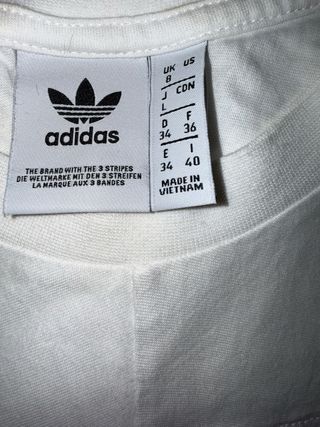 adidas
THE BRAND WITH THE 3 STRIPES
DIE WELTMARKE MIT DEN 3 STREIFEN
LA MARQUE AUX 3 BANDES
UK US
8
J CDN
L
D F
34 36
E I
34 40
MADE IN
VIETNAM